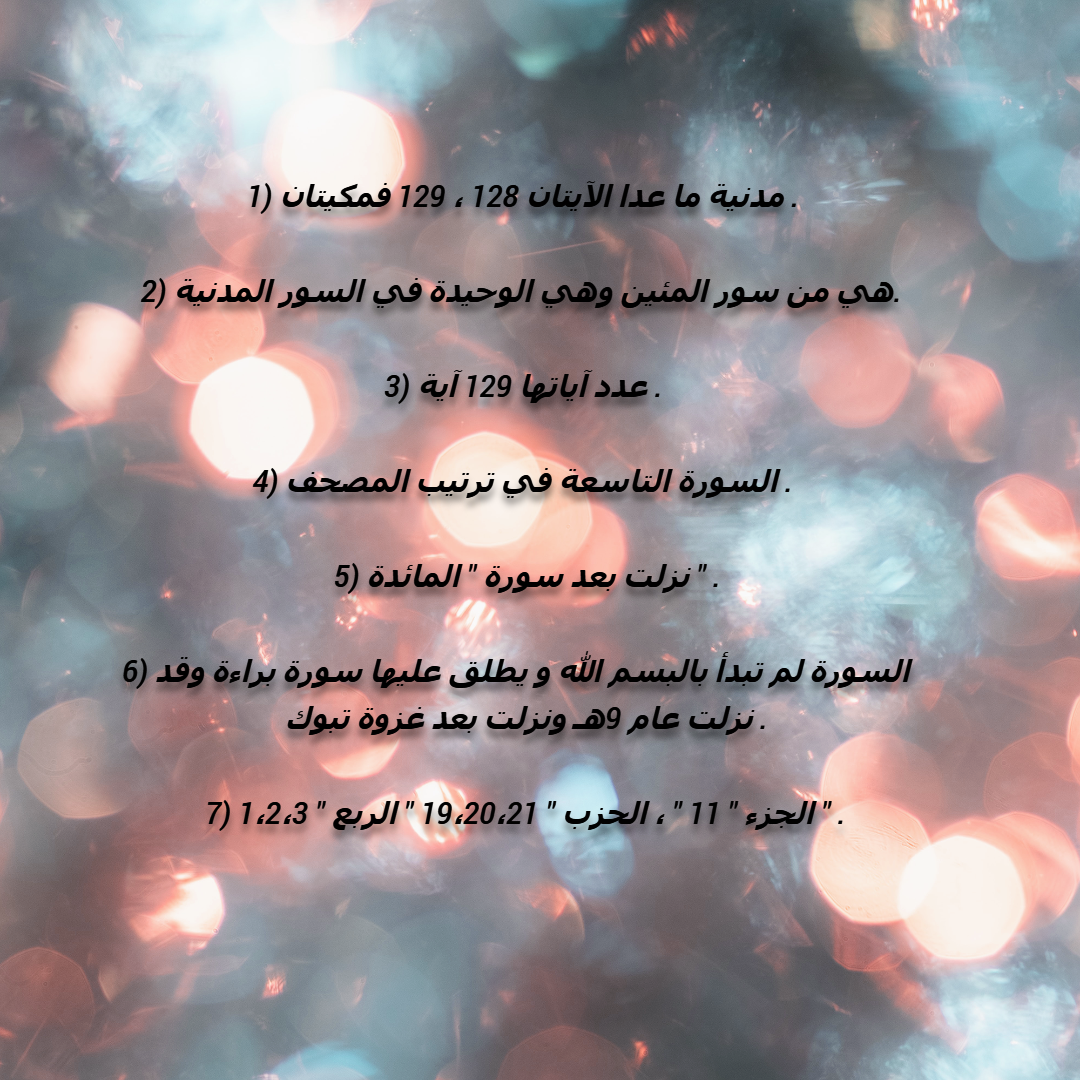 1) مدنية ما عدا الآيتان 128 ، 129 فمكيتان .
2) هي من سور المئين وهي الوحيدة في السور المدنية.
3) عدد آياتها 129 آية .
4) السورة التاسعة في ترتيب المصحف .
5) نزلت بعد سورة " المائدة " .
6) السورة لم تبدأ بالبسم الله و يطلق عليها سورة براءة وقد
نزلت عام 9هـ ونزلت بعد غزوة تبوك .
7) الجزء " 11 " ، الحزب " 19،20،21 " الربع " 1،2،3 " .